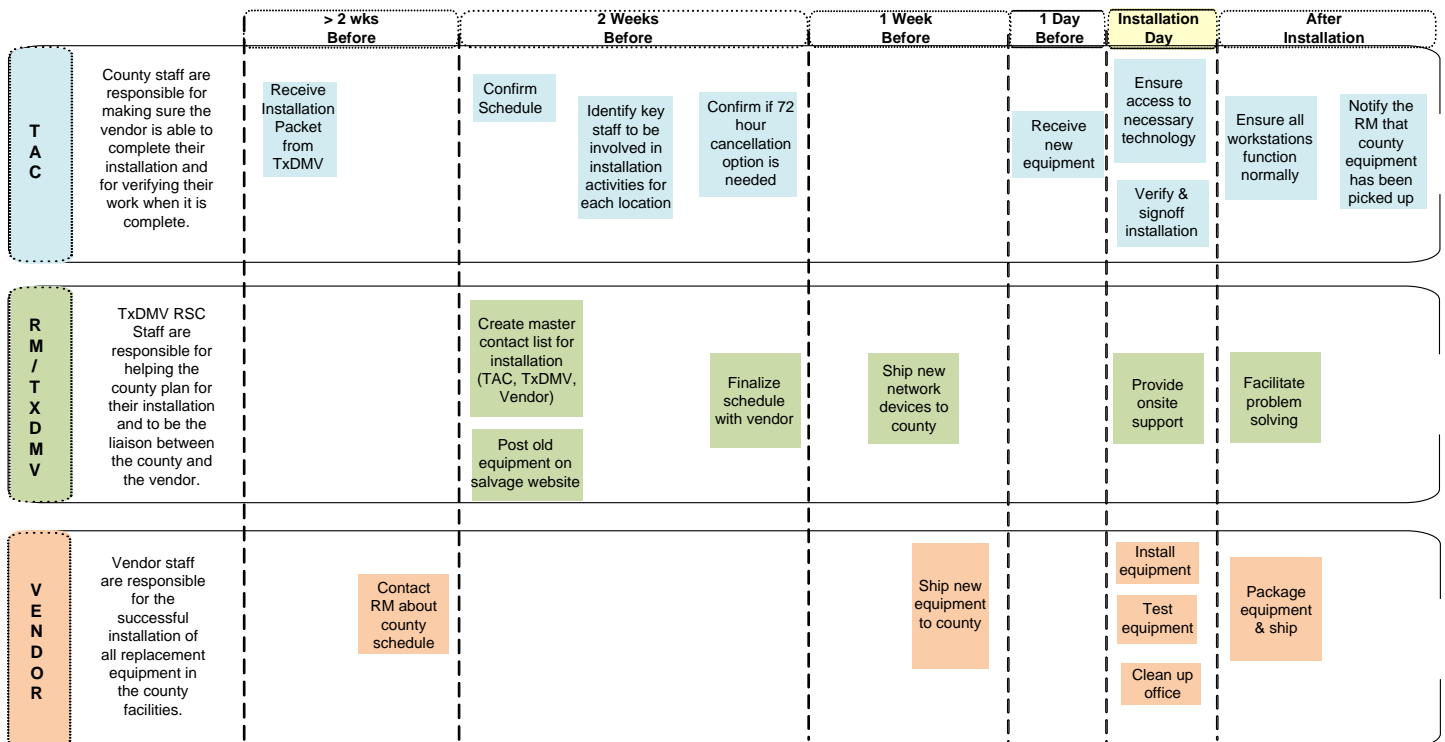 > 2 wks
Before
2 Weeks
Before
1 Week
Before
1 Day
Before
Installation
Day
After
Installation
T
A
C
County staff are
responsible for
making sure the
vendor is able to
complete their
installation and
for verifying their
work when it is
complete.
Receive
Installation
Packet
from
TxDMV
Confirm
Schedule
Identify key
staff to be
involved in
installation
activities for
each location
Confirm if 72
hour
cancellation
option is
needed
Receive
new
equipment
Ensure
access to
necessary
technology
Verify &
signoff
installation
Ensure all
workstations
function
normally
Notify the
RM that
county
equipment
has been
picked up
R
M
/
T
X
D
M
V
TxDMV RSC
Staff are
responsible for
helping the
county plan for
their installation
and to be the
liaison between
the county and
the vendor.
Create master
contact list for
installation
(TAC, TxDMV,
Vendor)
Post old
equipment on
salvage website
Finalize
schedule
with vendor
Ship new
network
devices to
county
Provide
onsite
support
Facilitate
problem
solving
V
E
N
D
O
R
Vendor staff
are responsible
for the
successful
installation of
all replacement
equipment in
the county
facilities.
Contact
RM about
county
schedule
Ship new
equipment
to county
Install
equipment
Test
equipment
Clean up
office
Package
equipment
& ship